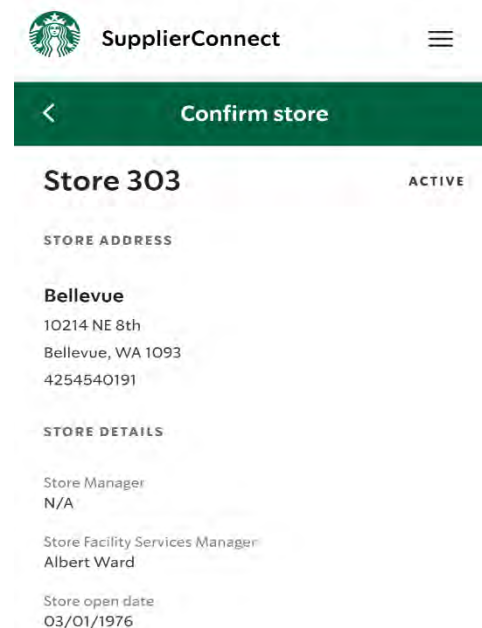 SupplierConnect
Confirm store
Store 303 ACTIVE
STORE ADDRESS
Bellevue
10214 NE 8th
Bellevue, WA 1093
4254540191
STORE DETAILS
Store Manager
N/A
Store Facility Services Manager
Albert Ward
Store open date
03/01/1976